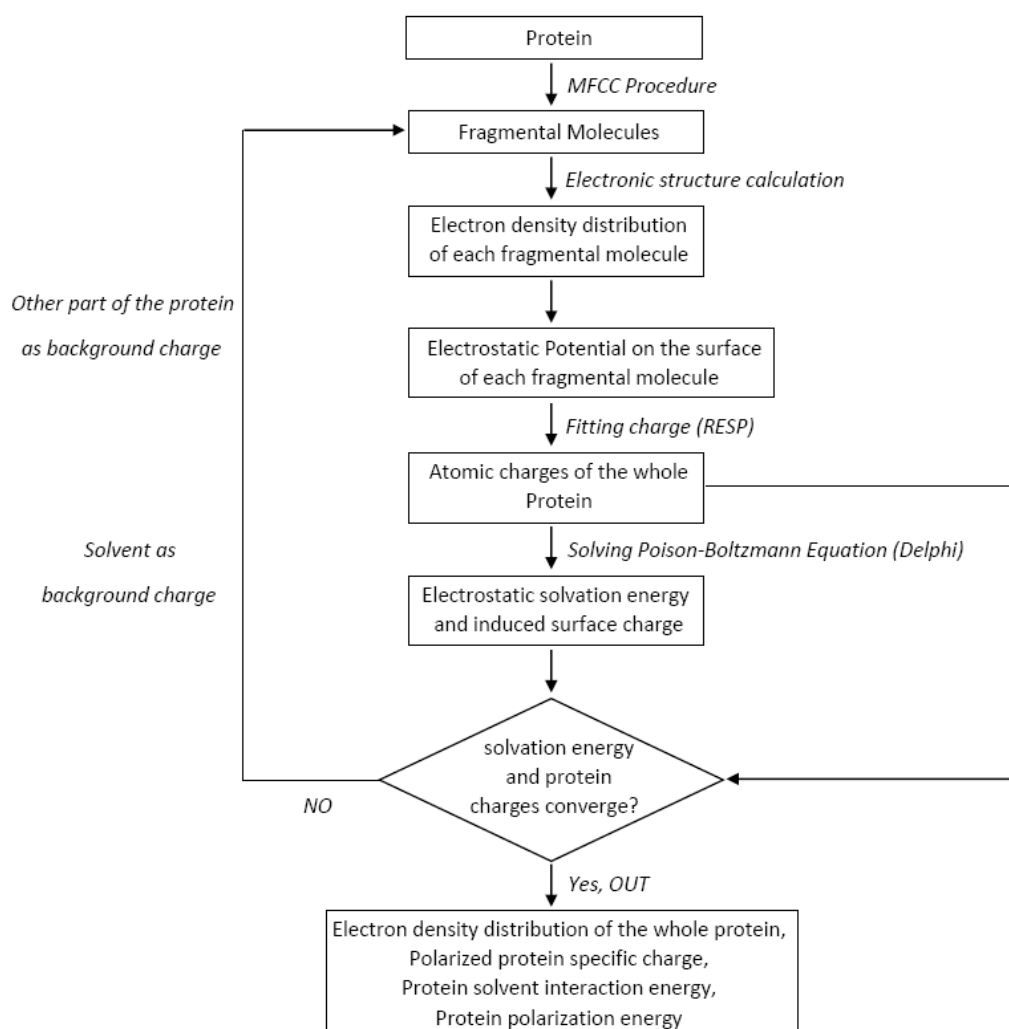 Protein
MFCC Procedure
Fragmental Molecules
Electronic structure calculation
Electron density distribution
of each fragmental molecule
Other part of the protein
as background charge
Electrostatic Potential on the surface
of each fragmental molecule
Fitting charge (RESP)
Atomic charges of the whole
Protein
Solvent as
background charge
Solving Poison-Boltzmann Equation (Delphi)
Electrostatic solvation energy
and induced surface charge
solvation energy
and protein
charges converge?
NO
Yes, OUT
Electron density distribution of the whole protein,
Polarized protein specific charge,
Protein solvent interaction energy,
Protein polarization energy